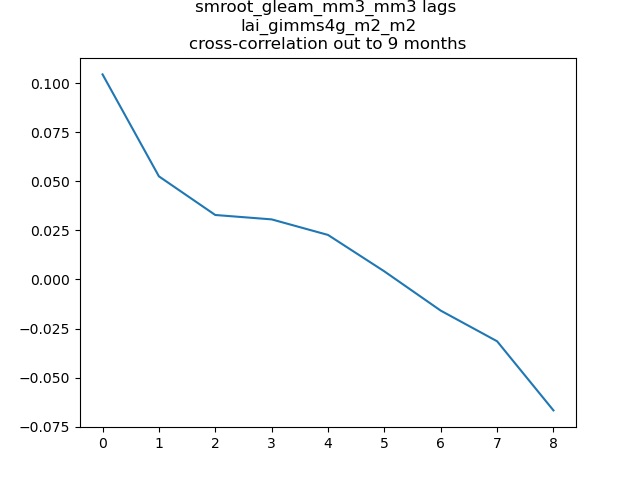 smroot_gleam_mm3_mm3 lags
lai_gimms4g_m2_m2
cross-correlation out to 9 months
0.100
0.075
0.050
0.025
0.000
−0.025
−0.050
−0.075
0 1 2 3 4 5 6 7 8